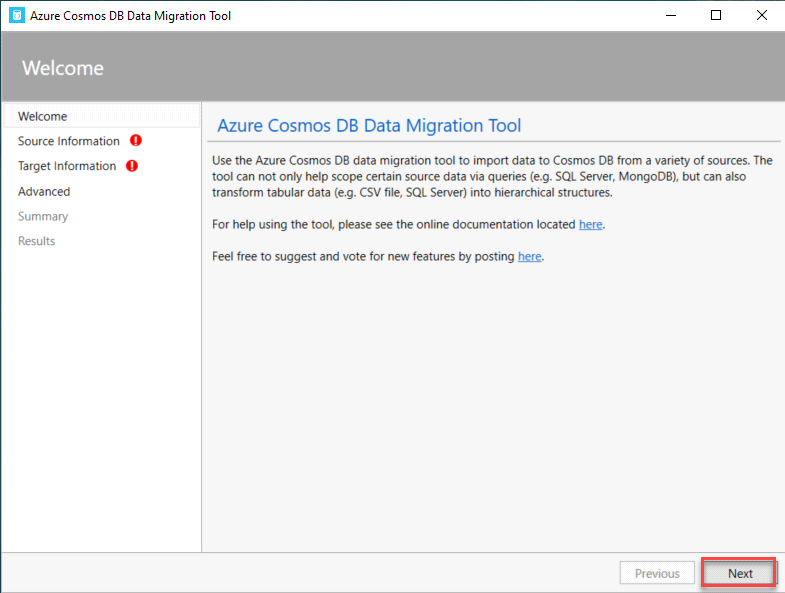 Azure Cosmos DB Data Migration Tool
Welcome
Welcome
Source Information
Target Information
Advanced
Summary
Results
Azure Cosmos DB Data Migration Tool
Use the Azure Cosmos DB data migration tool to import data to Cosmos DB from a variety of sources. The
tool can not only help scope certain source data via queries (e.g. SQL Server, MongoDB), but can also
transform tabular data (e.g. CSV file, SQL Server) into hierarchical structures.
For help using the tool, please see the online documentation located here.
Feel free to suggest and vote for new features by posting here.
Previous
Next